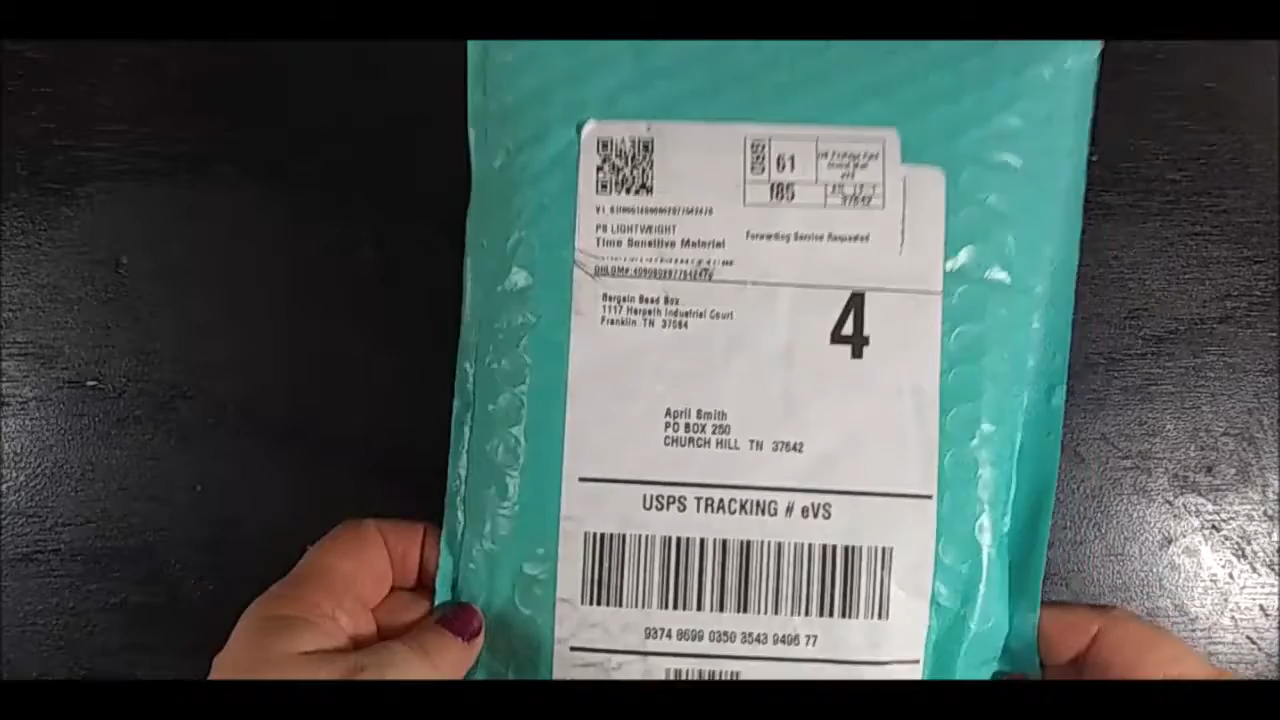 61
185
37642
PB LIGHTWEIGHT
Time Sensitive Material
Forwarding Service Requested
Bargain Bead Box
1117 Harpeth Industrial Court
Franklin TN 37064
4
April Smith
PO BOX 250
CHURCH HILL TN 37642
USPS TRACKING # eVS
9374 8699 0350 3543 9496 77